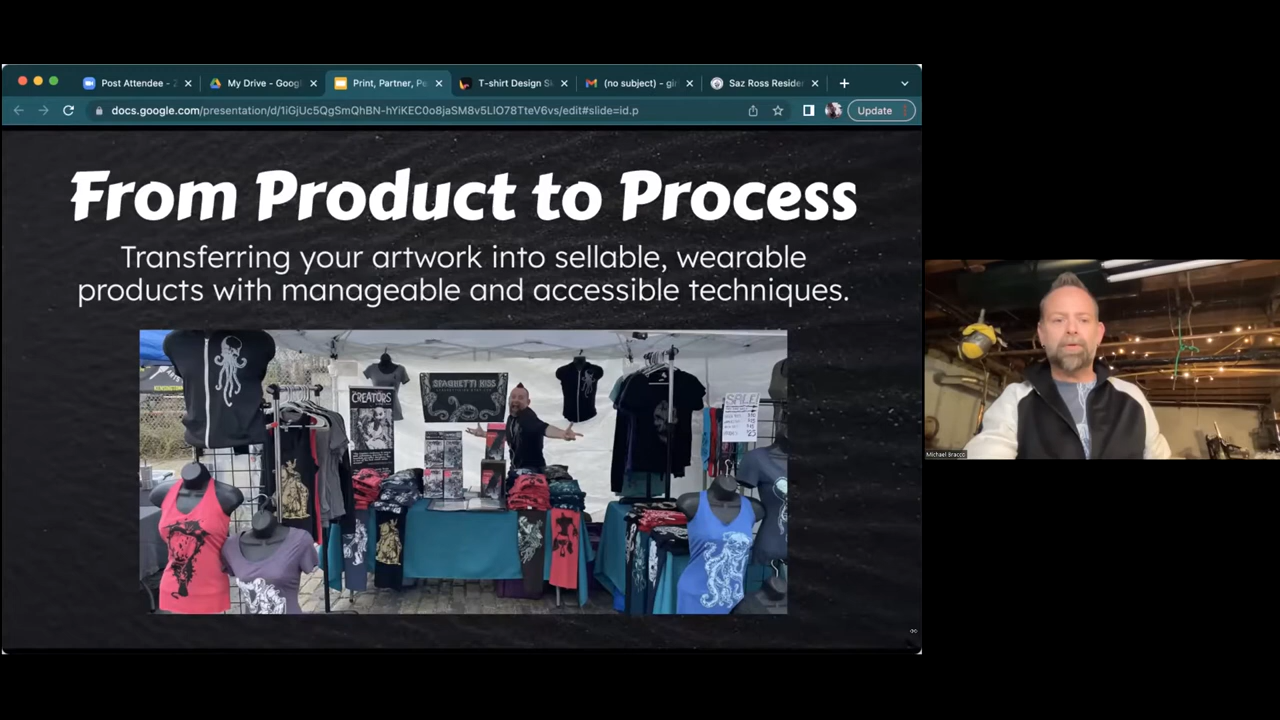 Post Attendee - Z
My Drive - Goog
Print, Partner, Pe
T-shirt Design S
(no subject) - gi
Saz Ross Reside
docs.google.com/presentation/d/1iGjUc5QgSmQhBN-hYiKEC0o8jaSM8v5LlO78TteV6vs/edit#slide=id.p
Update
From Product to Process
Transferring your artwork into sellable, wearable
products with manageable and accessible techniques.
CREATORS
SPAGHETTI KISS
SALE!
Michael Bracco